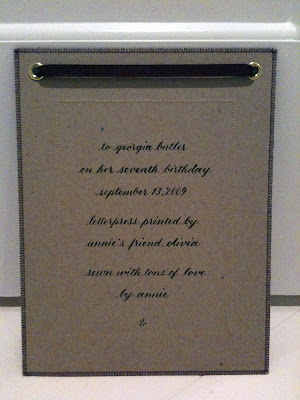 to georgia butler
on her seventh birthday
september 13, 2009
letterpress printed by
annie's friend, olivia
sewn with tons of love
by annie